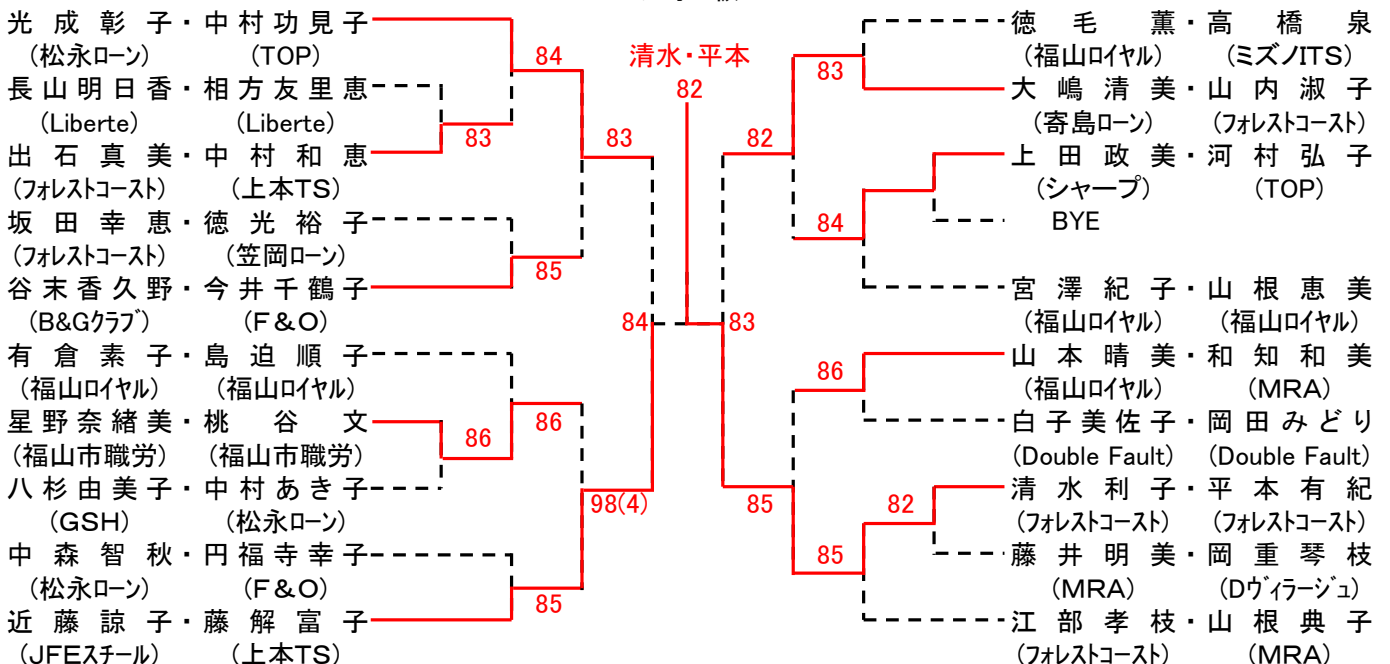 光成彰子・中村功見子
(松永ローン) (TOP)
84
長山明日香・相方友里恵
(Liberte) (Liberte)
83
出石真美・中村和恵
(フォレストコースト) (上本TS)
83
坂田幸恵・徳光裕子
(フォレストコースト) (笠岡ローン)
85
谷末香久野・今井千鶴子
(B&Gクラブ) (F&O)
84
有倉素子・島迫順子
(福山ロイヤル) (福山ロイヤル)
86
星野奈緒美・桃谷文
(福山市職労) (福山市職労)
86
八杉由美子・中村あき子
(GSH) (松永ローン)
98(4)
中森智秋・円福寺幸子
(松永ローン) (F&O)
85
近藤諒子・藤解富子
(JFEスチール) (上本TS)
清水・平本
82
徳毛薫・高橋泉
(福山ロイヤル) (ミズノITS)
83
大嶋清美・山内淑子
(寄島ローン) (フォレストコースト)
82
上田政美・河村弘子
(シャープ) (TOP)
84
BYE
宮澤紀子・山根恵美
(福山ロイヤル) (福山ロイヤル)
83
山本晴美・和知和美
(福山ロイヤル) (MRA)
86
白子美佐子・岡田みどり
(Double Fault) (Double Fault)
清水利子・平本有紀
(フォレストコースト) (フォレストコースト)
82
85
藤井明美・岡重琴枝
(MRA) (Dヴィラージュ)
85
江部孝枝・山根典子
(フォレストコースト) (MRA)